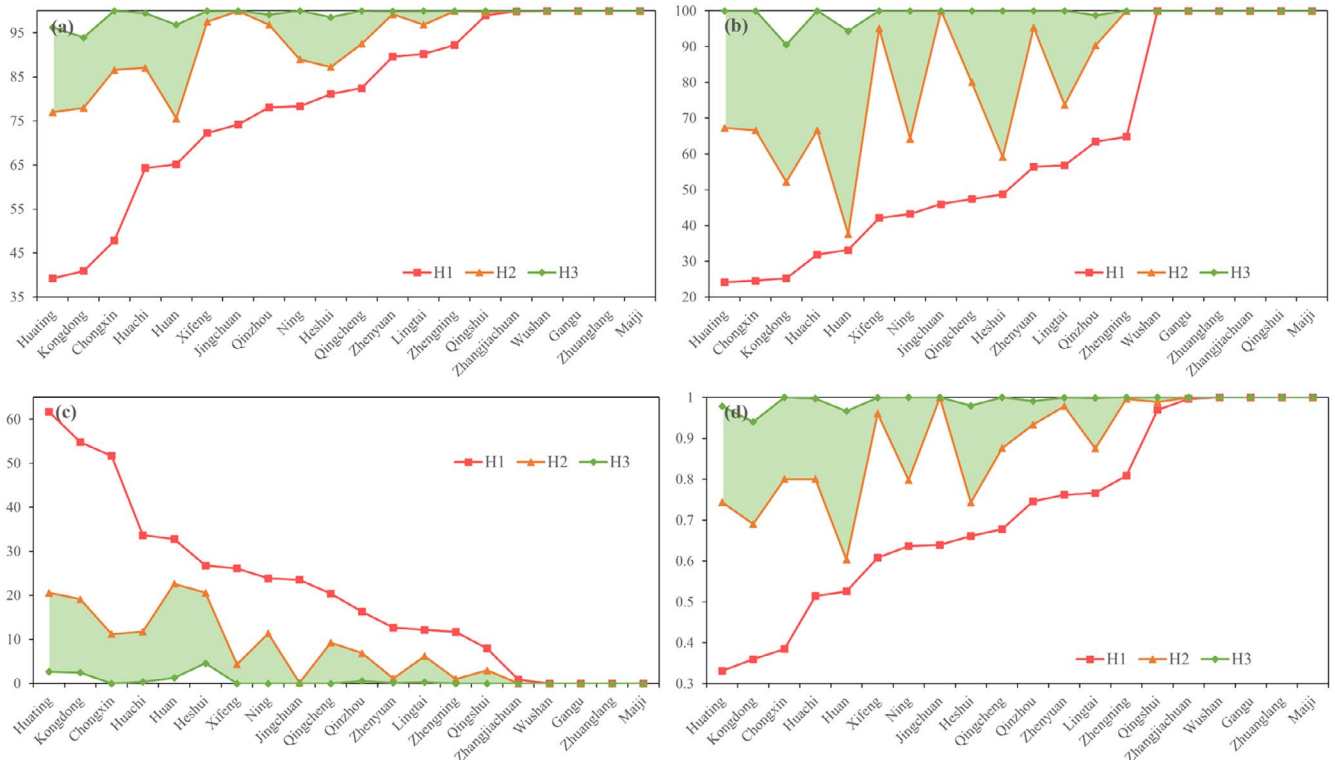 (a)
95
85
75
65
55
45
35
H1 H2 H3
Huating Kongdong Chongxin Huachi Huan Xifeng Jingchuan Qinzhou Ning Heshui Qingcheng Zhenyuan Lingtai Zhengning Qingshui Zhangjiachuan Wushan Gangu Zhuanglang Maiji
(b)
100
90
80
70
60
50
40
30
20
H1 H2 H3
Huating Chongxin Kongdong Huachi Huan Xifeng Ning Jingchuan Qingcheng Heshui Zhenyuan Lingtai Qinzhou Zhengning Wushan Gangu Zhuanglang Zhangjiachuan Qingshui Maiji
(c)
60
50
40
30
20
10
0
H1 H2 H3
Huating Kongdong Chongxin Huachi Huan Heshui Xifeng Ning Jingchuan Qingcheng Qinzhou Zhenyuan Lingtai Zhengning Qingshui Zhangjiachuan Wushan Gangu Zhuanglang Maiji
(d)
1
0.9
0.8
0.7
0.6
0.5
0.4
0.3
H1 H2 H3
Huating Kongdong Chongxin Huachi Huan Xifeng Ning Jingchuan Heshui Qingcheng Qinzhou Zhenyuan Lingtai Zhengning Qingshui Zhangjiachuan Wushan Gangu Zhuanglang Maiji